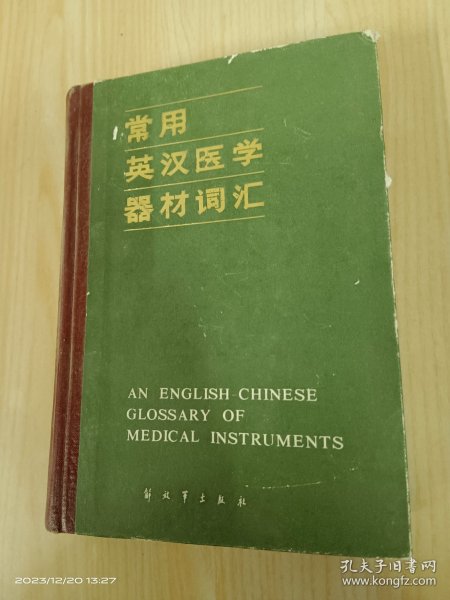 常用
英汉医学
器材词汇
AN ENGLISH-CHINESE
GLOSSARY OF
MEDICAL INSTRUMENTS
解放军出版社
2023/12/20 13:27
孔夫子旧书网
www.kongfz.com